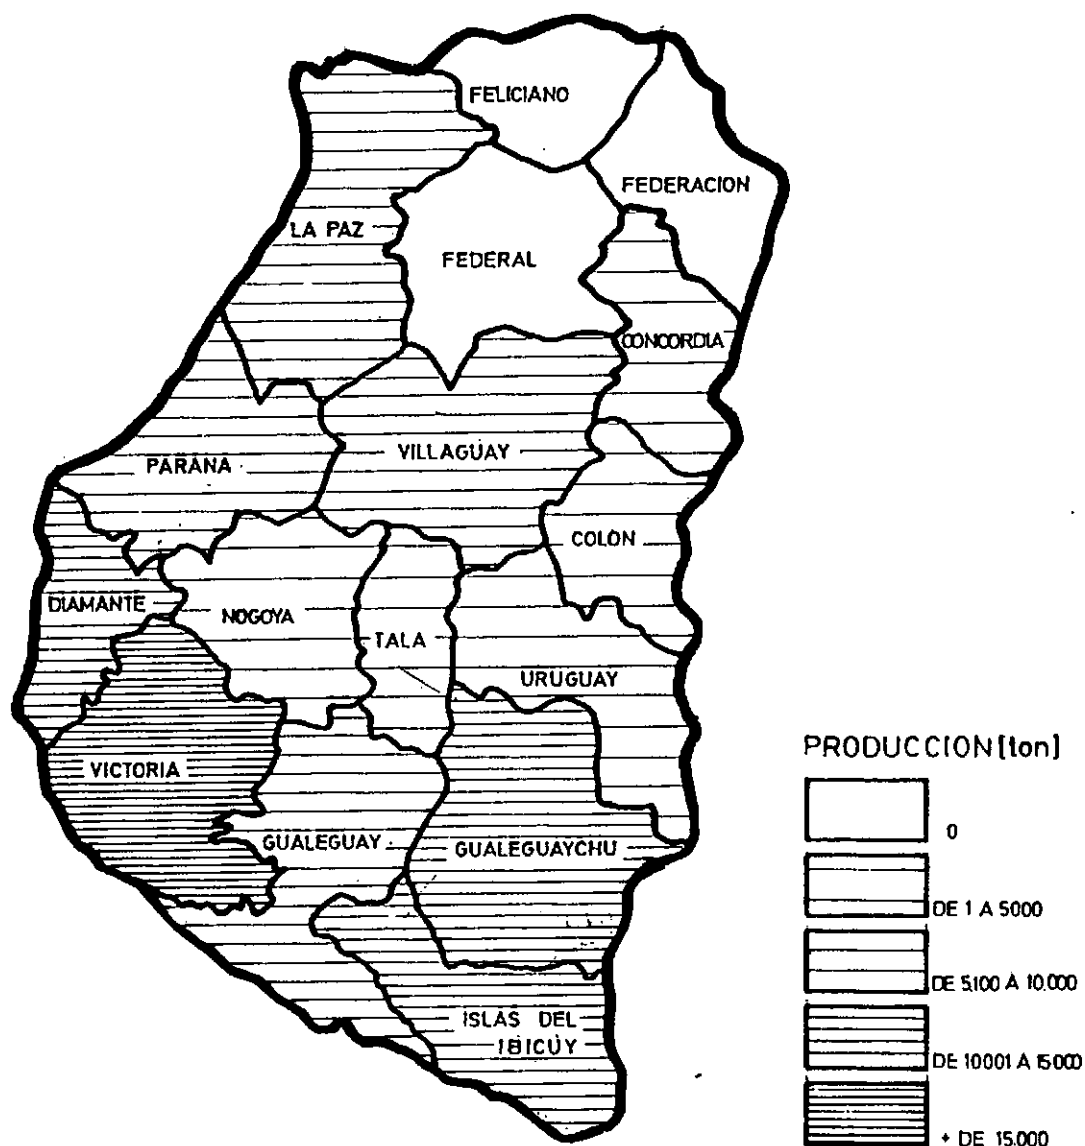 FELICIANO
FEDERACION
LA PAZ
FEDERAL
CONCORDIA
VILLAGUAY
PARANA
COLON
DIAMANTE
NOGOYA
TALA
URUGUAY
VICTORIA
GUALEGUAY
GUALEGUAYCHU
ISLAS DEL
IBICUY
PRODUCCION [ton]
0
DE 1 A 5000
DE 5.100 A 10.000
DE 10001 A 15000
+ DE 15.000